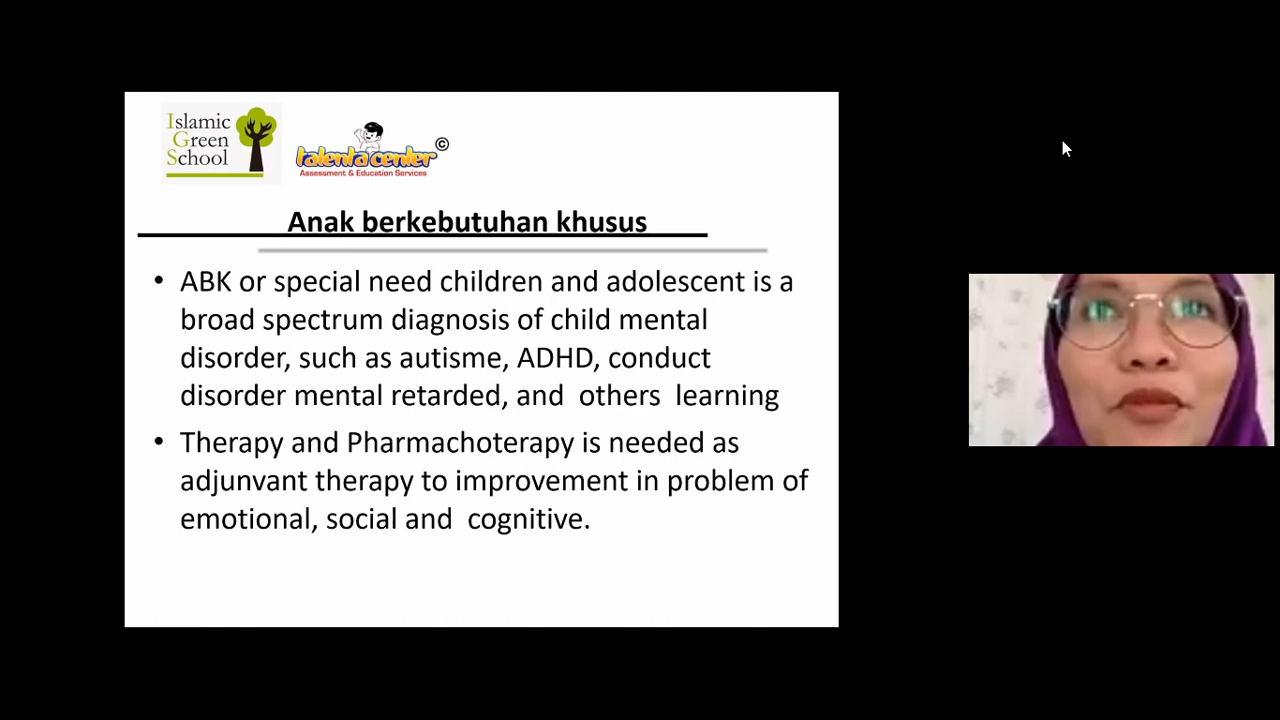 Islamic
Green
School
talenta center ©
Assessment & Education Services
Anak berkebutuhan khusus
• ABK or special need children and adolescent is a
broad spectrum diagnosis of child mental
disorder, such as autisme, ADHD, conduct
disorder mental retarded, and others learning
• Therapy and Pharmachoterapy is needed as
adjunvant therapy to improvement in problem of
emotional, social and cognitive.